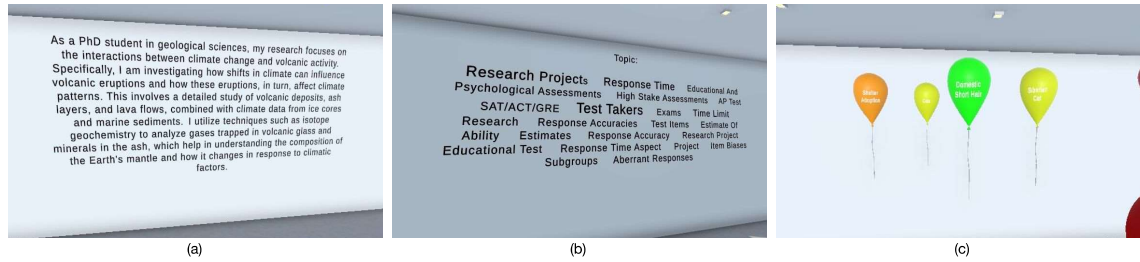 As a PhD student in geological sciences, my research focuses on
the interactions between climate change and volcanic activity.
Specifically, I am investigating how shifts in climate can influence
volcanic eruptions and how these eruptions, in turn, affect climate
patterns. This involves a detailed study of volcanic deposits, ash
layers, and lava flows, combined with climate data from ice cores
and marine sediments. I utilize techniques such as isotope
geochemistry to analyze gases trapped in volcanic glass and
minerals in the ash, which help in understanding the composition of
the Earth's mantle and how it changes in response to climatic
factors.
(a)
Topic:
Research Projects Response Time Educational And
Psychological Assessments High Stake Assessments AP Test
SAT/ACT/GRE Test Takers Exams Time Limit
Research Response Accuracies Test Items Estimate Of
Ability Estimates Response Accuracy Research Project
Educational Test Response Time Aspect Project Item Biases
Subgroups Aberrant Responses
(b)
Domestic
Short Hair
Cat
(c)